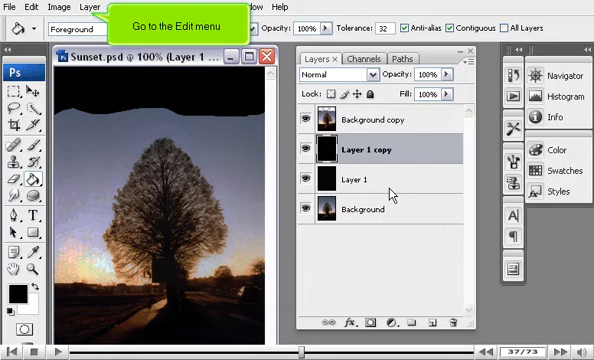 File Edit Image Layer Window Help
Go to the Edit menu
Foreground Opacity: 100% Tolerance: 32 Anti-alias Contiguous All Layers
Ps
Sunset.psd @ 100% (Layer 1 ...
Layers x Channels Paths
Normal Opacity: 100%
Lock: Fill: 100%
Background copy
Layer 1 copy
Layer 1
Background
Navigator
Histogram
Info
Color
Swatches
Styles
37/73